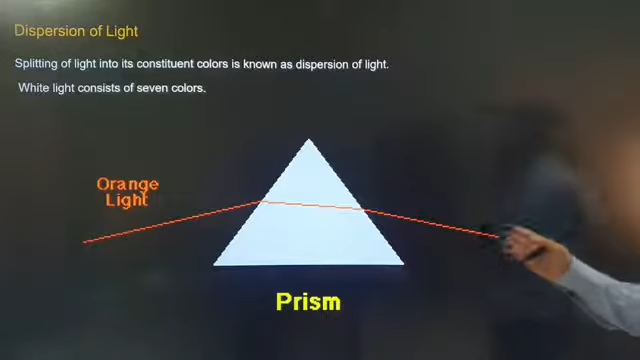 Dispersion of Light
Splitting of light into its constituent colors is known as dispersion of light.
White light consists of seven colors.
Orange
Light
Prism